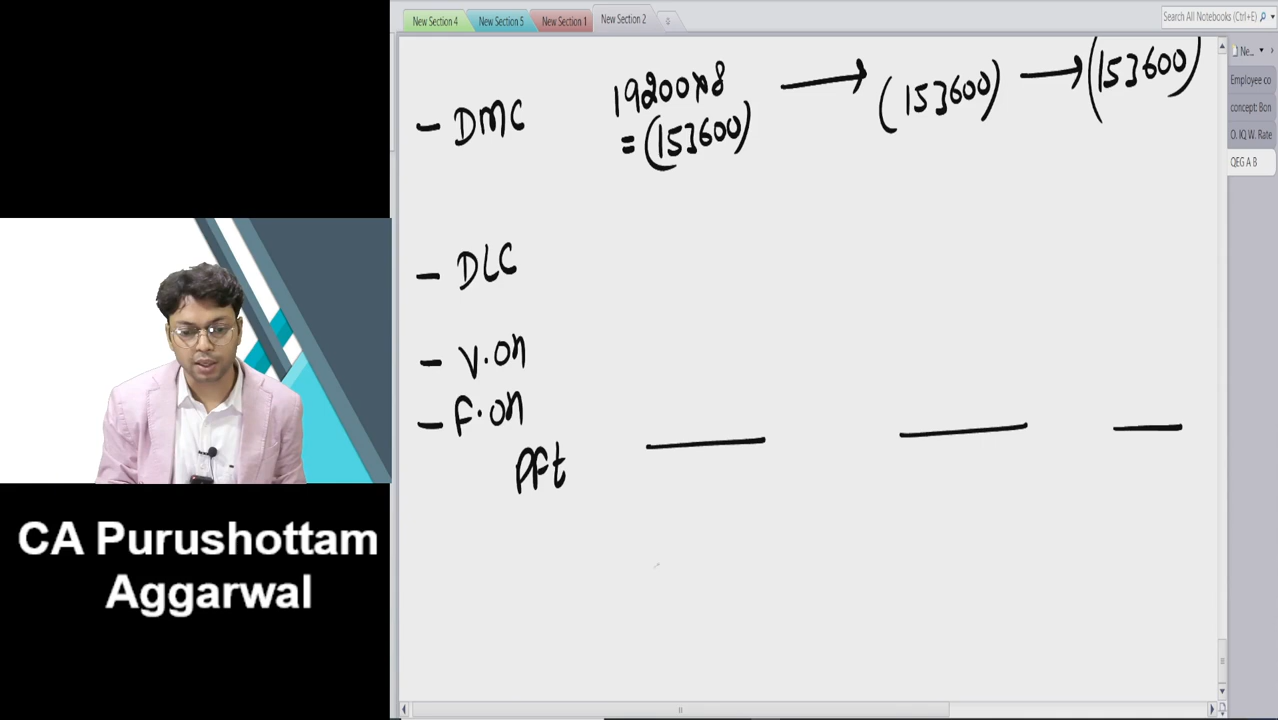 New Section 4 New Section 5 New Section 1 New Section 2
Search All Notebooks (Ctrl+E)
Ne...
Employee co
concept: Bon
O. IQ W. Rate
QEG A B
- DMC 19200×8 → (153600) → (153600)
= (153600)
- DLC
- V.OH
- F.OH
PFt
CA Purushottam
Aggarwal